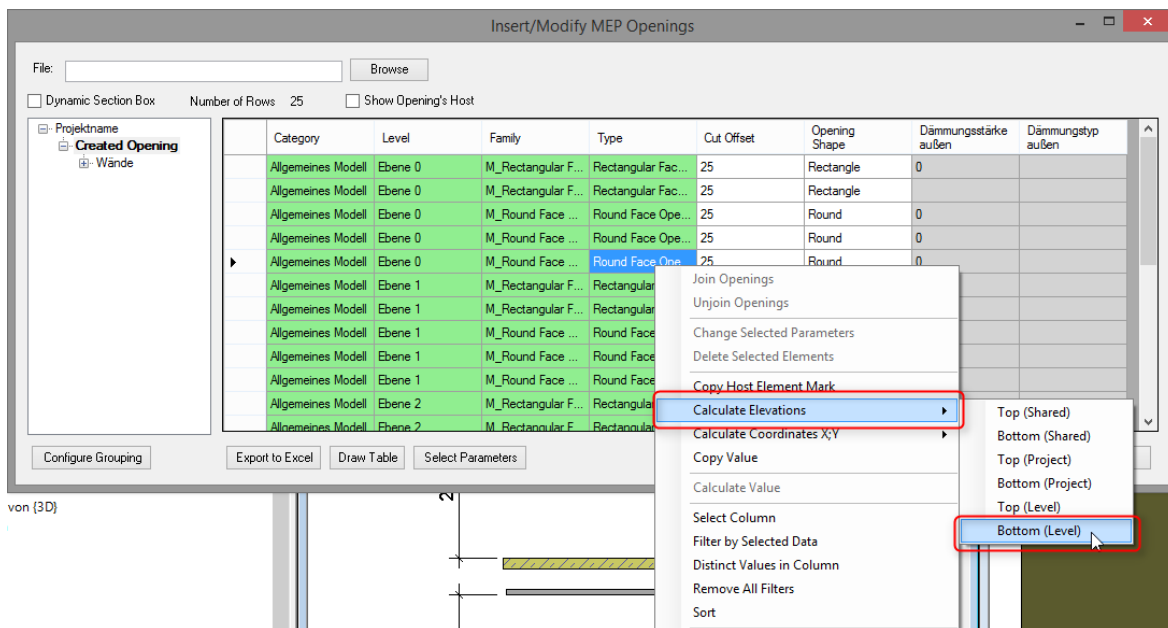 Insert/Modify MEP Openings
File:
Browse
Dynamic Section Box Number of Rows 25 Show Opening's Host
Projektname
Created Opening
Wände
Category Level Family Type Cut Offset Opening Shape Dämmungsstärke außen Dämmungstyp außen
Allgemeines Modell Ebene 0 M_Rectangular F... Rectangular Fac... 25 Rectangle 0
Allgemeines Modell Ebene 0 M_Rectangular F... Rectangular Fac... 25 Rectangle
Allgemeines Modell Ebene 0 M_Round Face ... Round Face Ope... 25 Round 0
Allgemeines Modell Ebene 0 M_Round Face ... Round Face Ope... 25 Round 0
Allgemeines Modell Ebene 0 M_Round Face ... Round Face Ope... 25 Round 0
Allgemeines Modell Ebene 1 M_Rectangular F... Rectangular
Allgemeines Modell Ebene 1 M_Rectangular F... Rectangular
Allgemeines Modell Ebene 1 M_Round Face ... Round Face
Allgemeines Modell Ebene 1 M_Round Face ... Round Face
Allgemeines Modell Ebene 1 M_Round Face ... Round Face
Allgemeines Modell Ebene 2 M_Rectangular F... Rectangular
Allgemeines Modell Ebene 2 M_Rectangular F... Rectangular
Join Openings
Unjoin Openings
Change Selected Parameters
Delete Selected Elements
Copy Host Element Mark
Calculate Elevations
Calculate Coordinates X;Y
Copy Value
Calculate Value
Select Column
Filter by Selected Data
Distinct Values in Column
Remove All Filters
Sort
Top (Shared)
Bottom (Shared)
Top (Project)
Bottom (Project)
Top (Level)
Bottom (Level)
Configure Grouping Export to Excel Draw Table Select Parameters
von {3D}
2